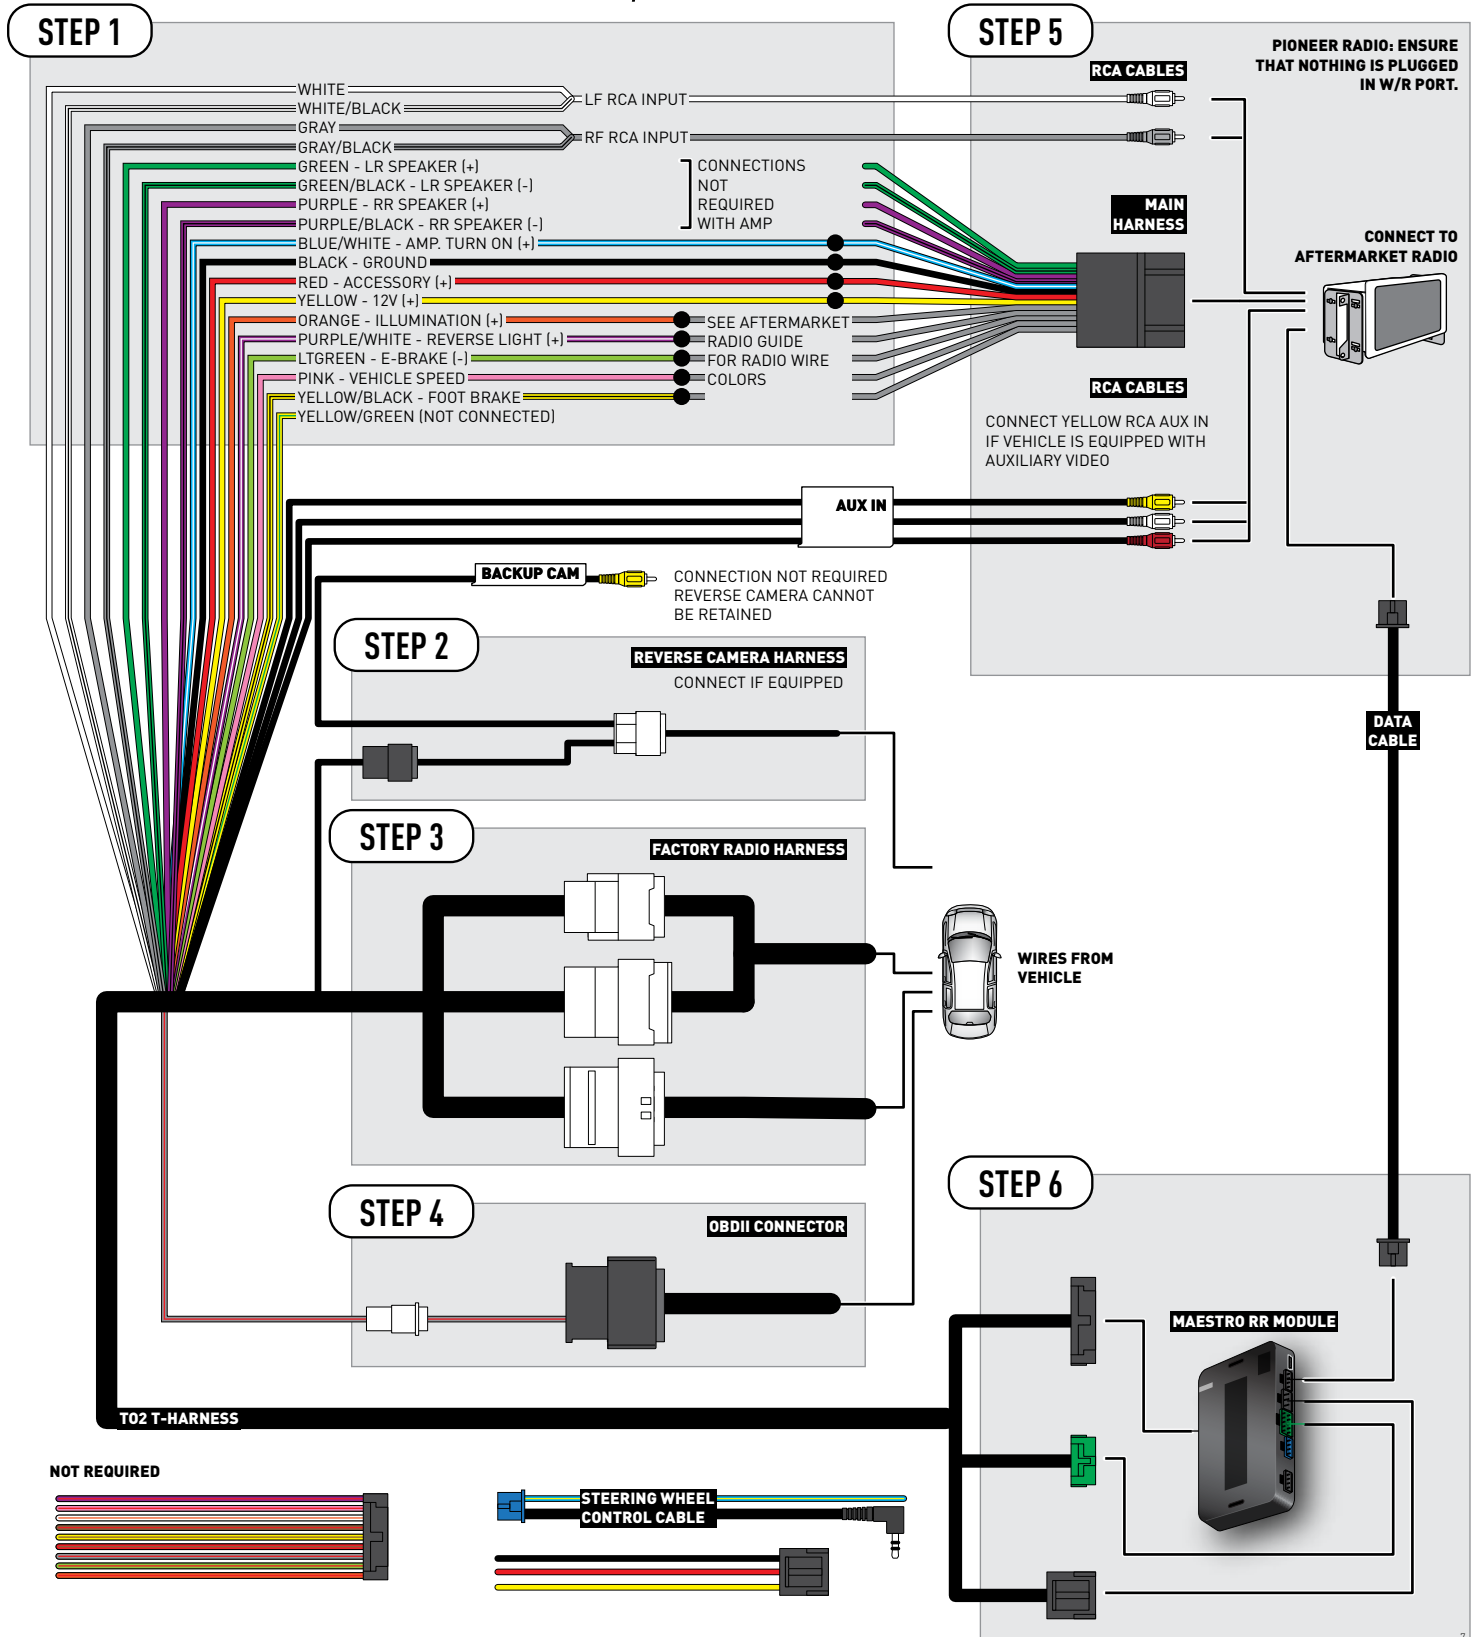 STEP 1
WHITE
WHITE/BLACK
LF RCA INPUT
GRAY
GRAY/BLACK
RF RCA INPUT
GREEN - LR SPEAKER (+)
GREEN/BLACK - LR SPEAKER (-)
PURPLE - RR SPEAKER (+)
PURPLE/BLACK - RR SPEAKER (-)
CONNECTIONS
NOT
REQUIRED
WITH AMP
BLUE/WHITE - AMP. TURN ON (+)
BLACK - GROUND
RED - ACCESSORY (+)
YELLOW - 12V (+)
ORANGE - ILLUMINATION (+)
PURPLE/WHITE - REVERSE LIGHT (+)
LTGREEN - E-BRAKE (-)
PINK - VEHICLE SPEED
YELLOW/BLACK - FOOT BRAKE
YELLOW/GREEN (NOT CONNECTED)
SEE AFTERMARKET
RADIO GUIDE
FOR RADIO WIRE
COLORS
STEP 5
PIONEER RADIO: ENSURE
THAT NOTHING IS PLUGGED
IN W/R PORT.
RCA CABLES
MAIN
HARNESS
CONNECT TO
AFTERMARKET RADIO
RCA CABLES
CONNECT YELLOW RCA AUX IN
IF VEHICLE IS EQUIPPED WITH
AUXILIARY VIDEO
AUX IN
BACKUP CAM
CONNECTION NOT REQUIRED
REVERSE CAMERA CANNOT
BE RETAINED
STEP 2
REVERSE CAMERA HARNESS
CONNECT IF EQUIPPED
DATA
CABLE
STEP 3
FACTORY RADIO HARNESS
WIRES FROM
VEHICLE
STEP 4
OBDII CONNECTOR
STEP 6
MAESTRO RR MODULE
TO2 T-HARNESS
NOT REQUIRED
STEERING WHEEL
CONTROL CABLE
7